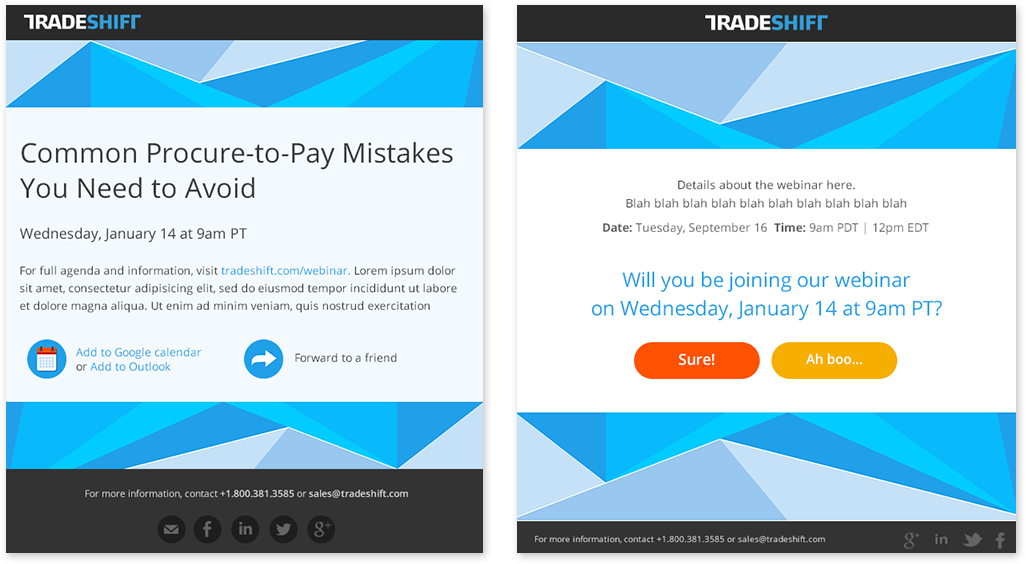 TRADESHIFT
Common Procure-to-Pay Mistakes
You Need to Avoid
Wednesday, January 14 at 9am PT
For full agenda and information, visit tradeshift.com/webinar. Lorem ipsum dolor
sit amet, consectetur adipisicing elit, sed do eiusmod tempor incididunt ut labore
et dolore magna aliqua. Ut enim ad minim veniam, quis nostrud exercitation
Add to Google calendar
or Add to Outlook
Forward to a friend
For more information, contact +1.800.381.3585 or sales@tradeshift.com
f in g+
TRADESHIFT
Details about the webinar here.
Blah blah blah blah blah blah blah blah blah blah
Date: Tuesday, September 16 Time: 9am PDT | 12pm EDT
Will you be joining our webinar
on Wednesday, January 14 at 9am PT?
Sure!
Ah boo...
For more information, contact +1.800.381.3585 or sales@tradeshift.com
g+ in f